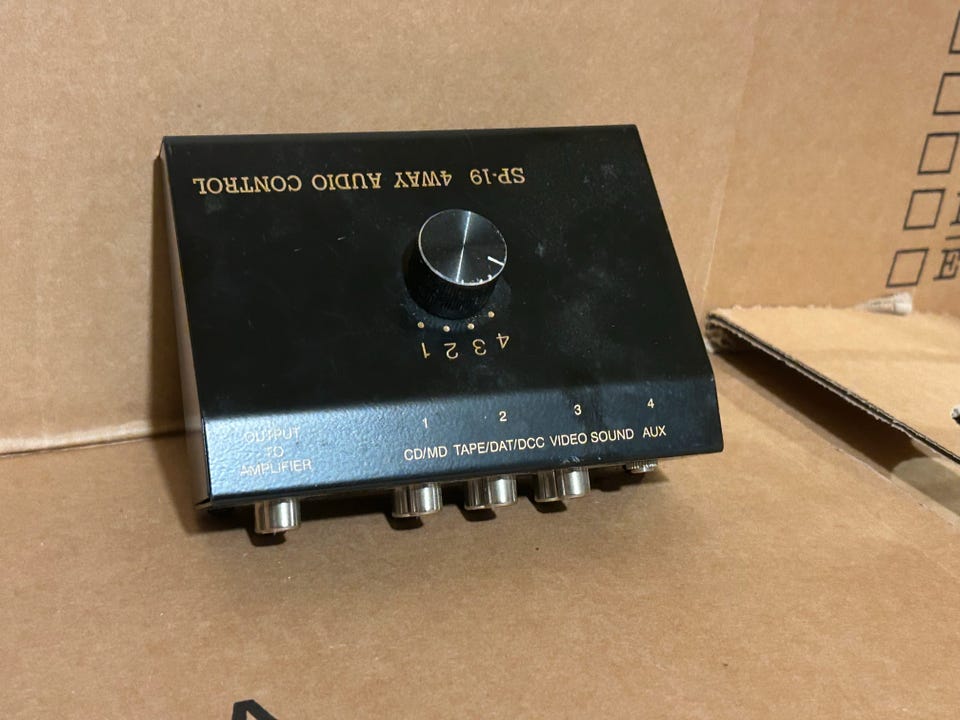 SP-19 4WAY AUDIO CONTROL
1 2 3 4
1 2 3 4
OUTPUT
TO
AMPLIFIER
CD/MD TAPE/DAT/DCC VIDEO SOUND AUX